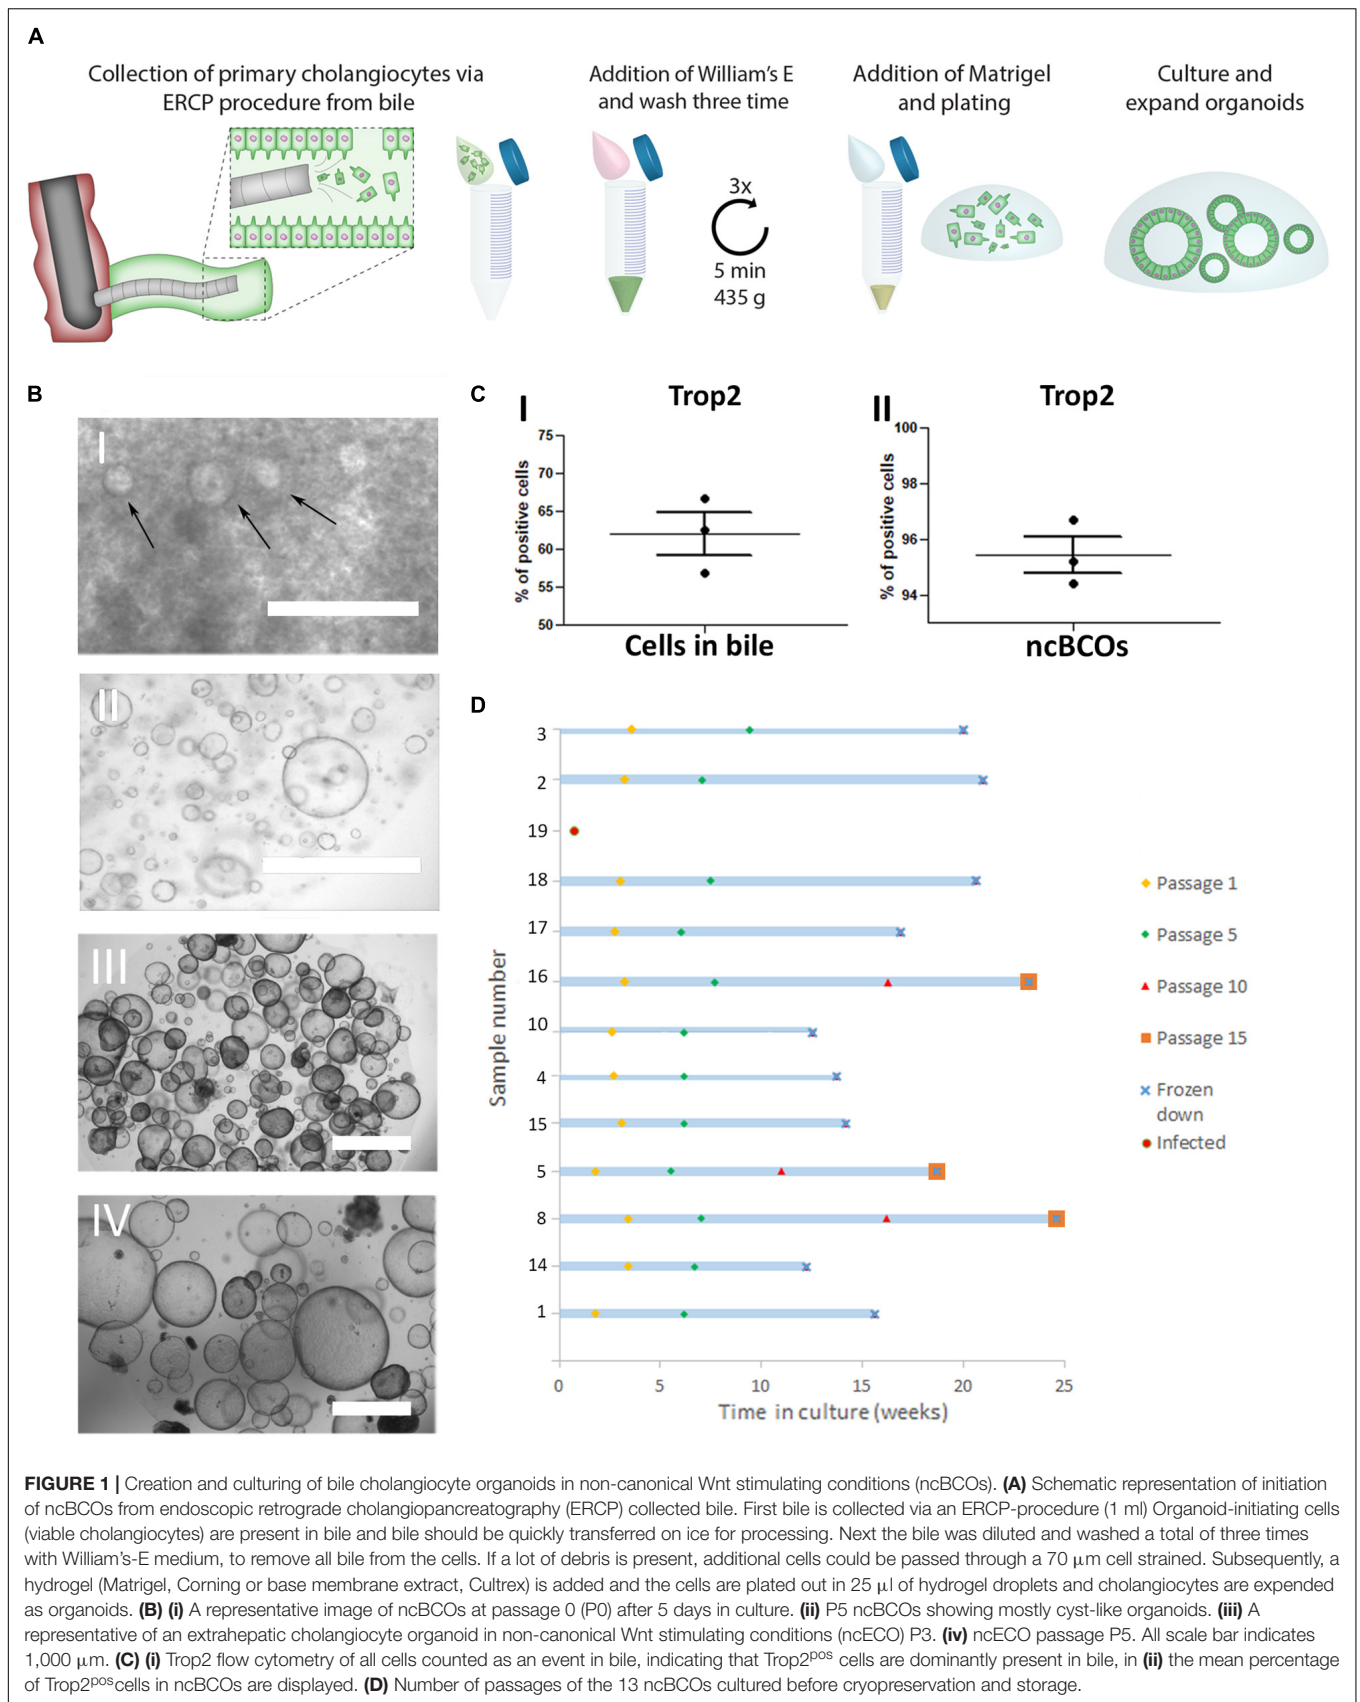 A
Collection of primary cholangiocytes via
ERCP procedure from bile
Addition of William's E
and wash three time
Addition of Matrigel
and plating
Culture and
expand organoids
3x
5 min
435 g
B
I
II
III
IV
C
I
Trop2
% of positive cells
75
70
65
60
55
50
Cells in bile
II
Trop2
% of positive cells
100
98
96
94
ncBCOs
D
Sample number
3
2
19
18
17
16
10
4
15
5
8
14
1
0 5 10 15 20 25
Time in culture (weeks)
Passage 1
Passage 5
Passage 10
Passage 15
Frozen
down
Infected
FIGURE 1 | Creation and culturing of bile cholangiocyte organoids in non-canonical Wnt stimulating conditions (ncBCOs). (A) Schematic representation of initiation
of ncBCOs from endoscopic retrograde cholangiopancreatography (ERCP) collected bile. First bile is collected via an ERCP-procedure (1 ml) Organoid-initiating cells
(viable cholangiocytes) are present in bile and bile should be quickly transferred on ice for processing. Next the bile was diluted and washed a total of three times
with William's-E medium, to remove all bile from the cells. If a lot of debris is present, additional cells could be passed through a 70 μm cell strained. Subsequently, a
hydrogel (Matrigel, Corning or base membrane extract, Cultrex) is added and the cells are plated out in 25 μl of hydrogel droplets and cholangiocytes are expended
as organoids. (B) (i) A representative image of ncBCOs at passage 0 (P0) after 5 days in culture. (ii) P5 ncBCOs showing mostly cyst-like organoids. (iii) A
representative of an extrahepatic cholangiocyte organoid in non-canonical Wnt stimulating conditions (ncECO) P3. (iv) ncECO passage P5. All scale bar indicates
1,000 μm. (C) (i) Trop2 flow cytometry of all cells counted as an event in bile, indicating that Trop2pos cells are dominantly present in bile, in (ii) the mean percentage
of Trop2poscells in ncBCOs are displayed. (D) Number of passages of the 13 ncBCOs cultured before cryopreservation and storage.